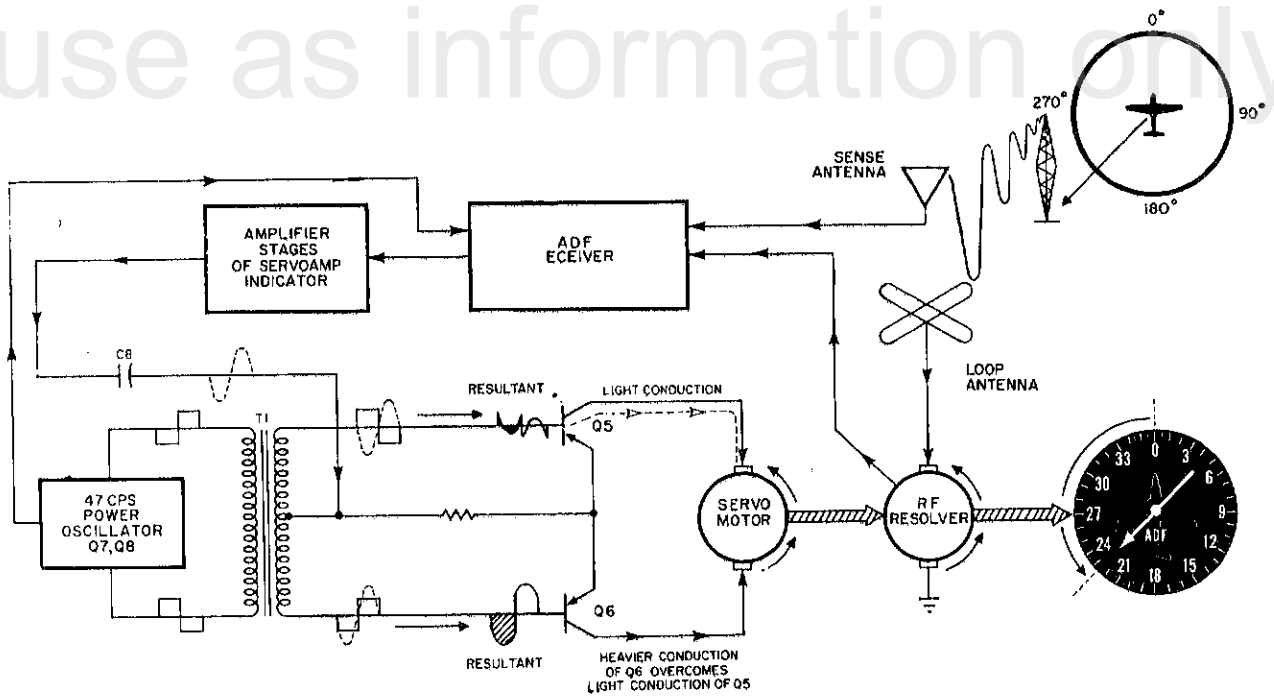 use as information only
0°
270°
90°
180°
SENSE
ANTENNA
AMPLIFIER
STAGES
OF SERVOAMP
INDICATOR
ADF
ECEIVER
C8
LOOP
ANTENNA
RESULTANT
LIGHT CONDUCTION
T1
Q5
47 CPS
POWER
OSCILLATOR
Q7, Q8
SERVO
MOTOR
RF
RESOLVER
0
3
6
9
12
15
18
21
24
27
30
33
ADF
Q6
RESULTANT
HEAVIER CONDUCTION
OF Q6 OVERCOMES
LIGHT CONDUCTION OF Q5